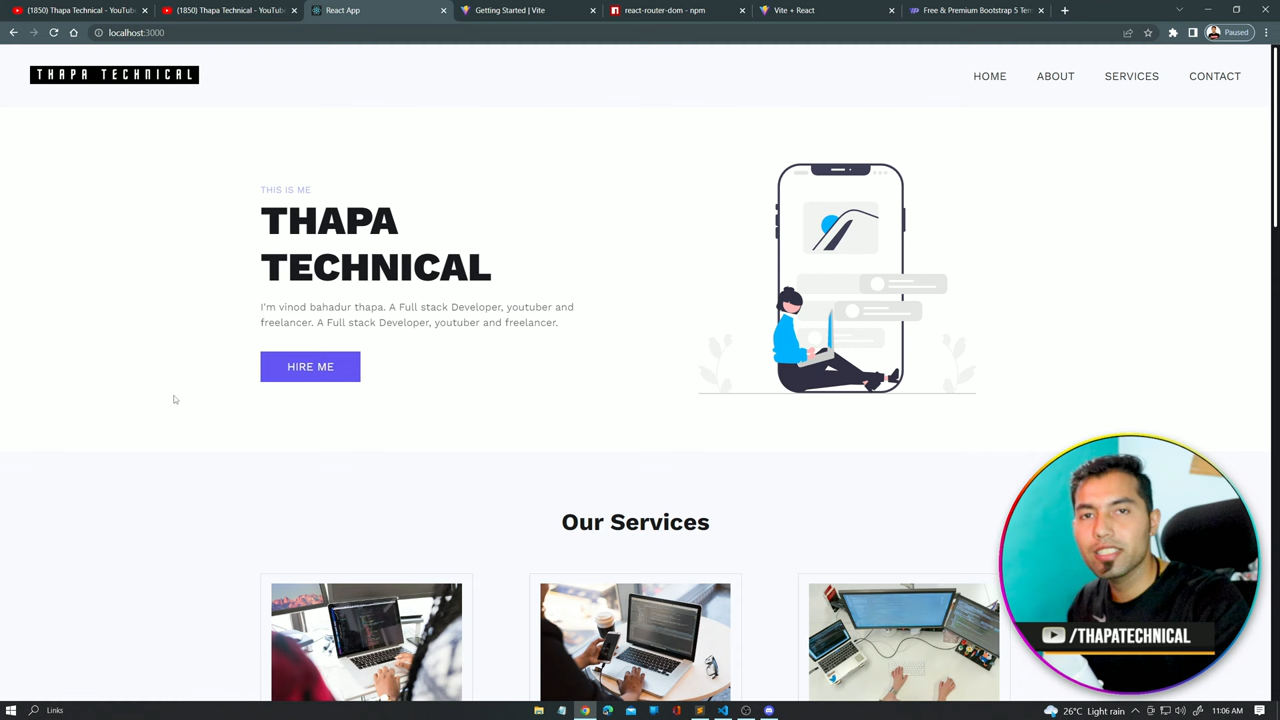 (1850) Thapa Technical - YouTub
(1850) Thapa Technical - YouTub
React App
Getting Started | Vite
react-router-dom - npm
Vite + React
Free & Premium Bootstrap 5 Tem
localhost:3000
Paused
THAPA TECHNICAL
HOME
ABOUT
SERVICES
CONTACT
THIS IS ME
THAPA
TECHNICAL
I'm vinod bahadur thapa. A Full stack Developer, youtuber and
freelancer. A Full stack Developer, youtuber and freelancer.
HIRE ME
Our Services
/THAPATECHNICAL
Links
26°C Light rain
11:06 AM